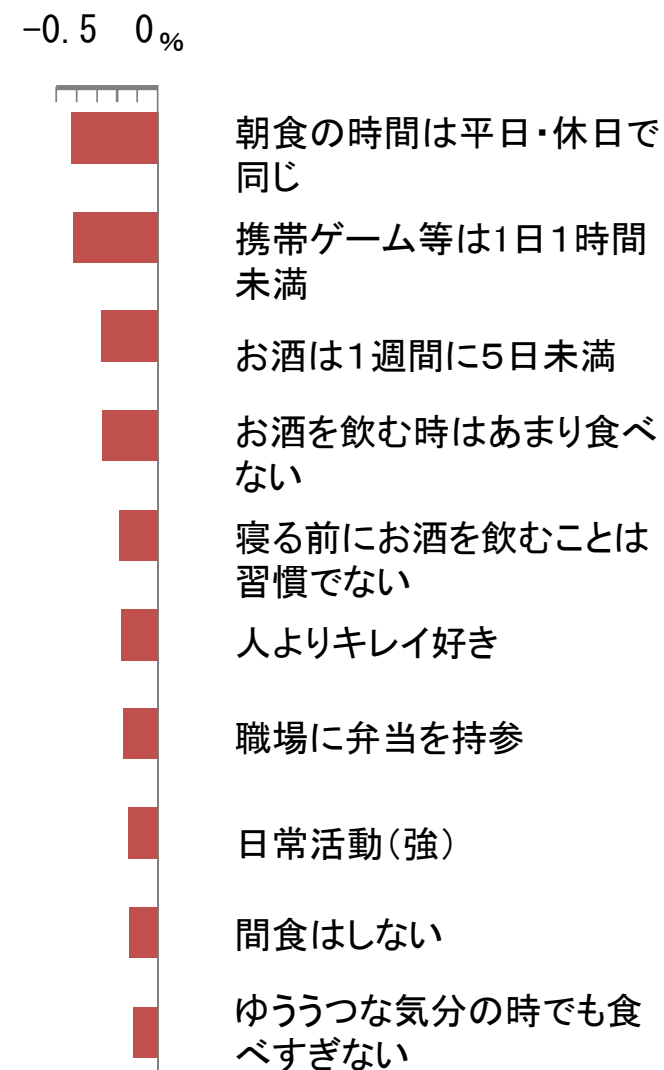 -0.5 0%
朝食の時間は平日・休日で
同じ
携帯ゲーム等は1日１時間
未満
お酒は１週間に５日未満
お酒を飲む時はあまり食べ
ない
寝る前にお酒を飲むことは
習慣でない
人よりキレイ好き
職場に弁当を持参
日常活動（強）
間食はしない
ゆううつな気分の時でも食
べすぎない